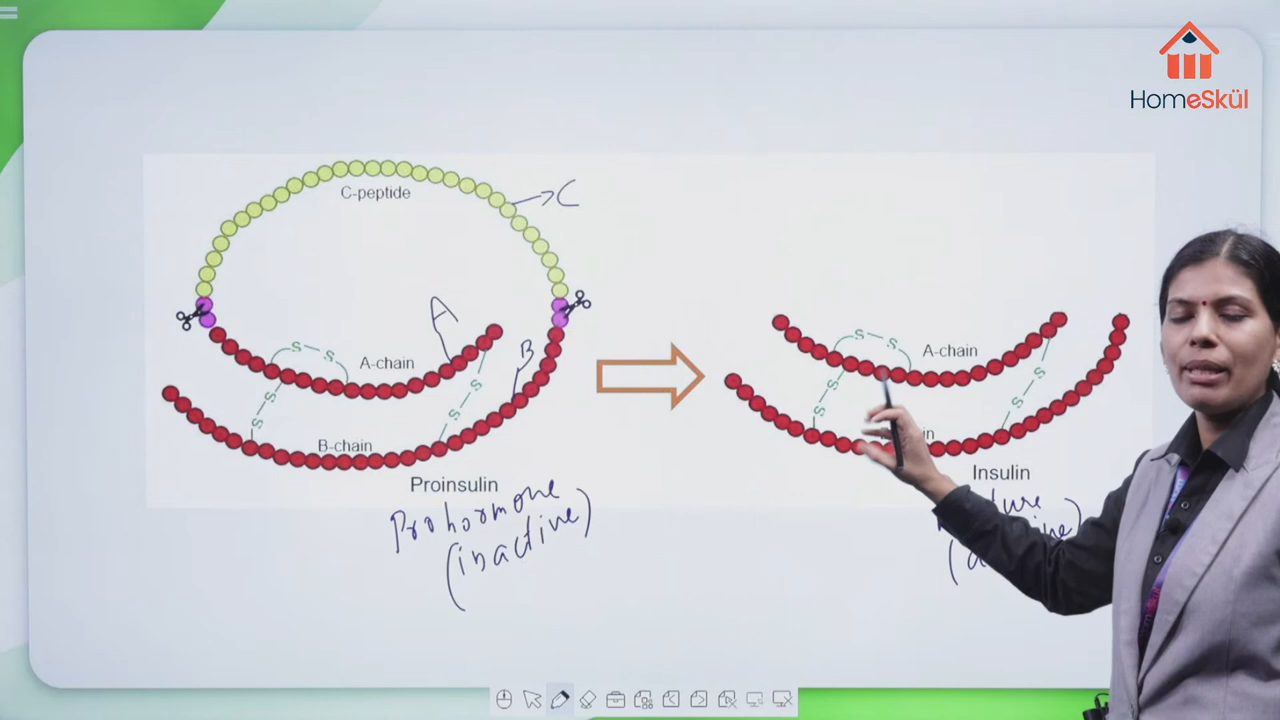 HomeSkül
C-peptide
C
A
B
S S
A-chain
S
S
S
S
B-chain
Proinsulin
Prohormone
(inactive)
S S
A-chain
S
S
S
S
Insulin